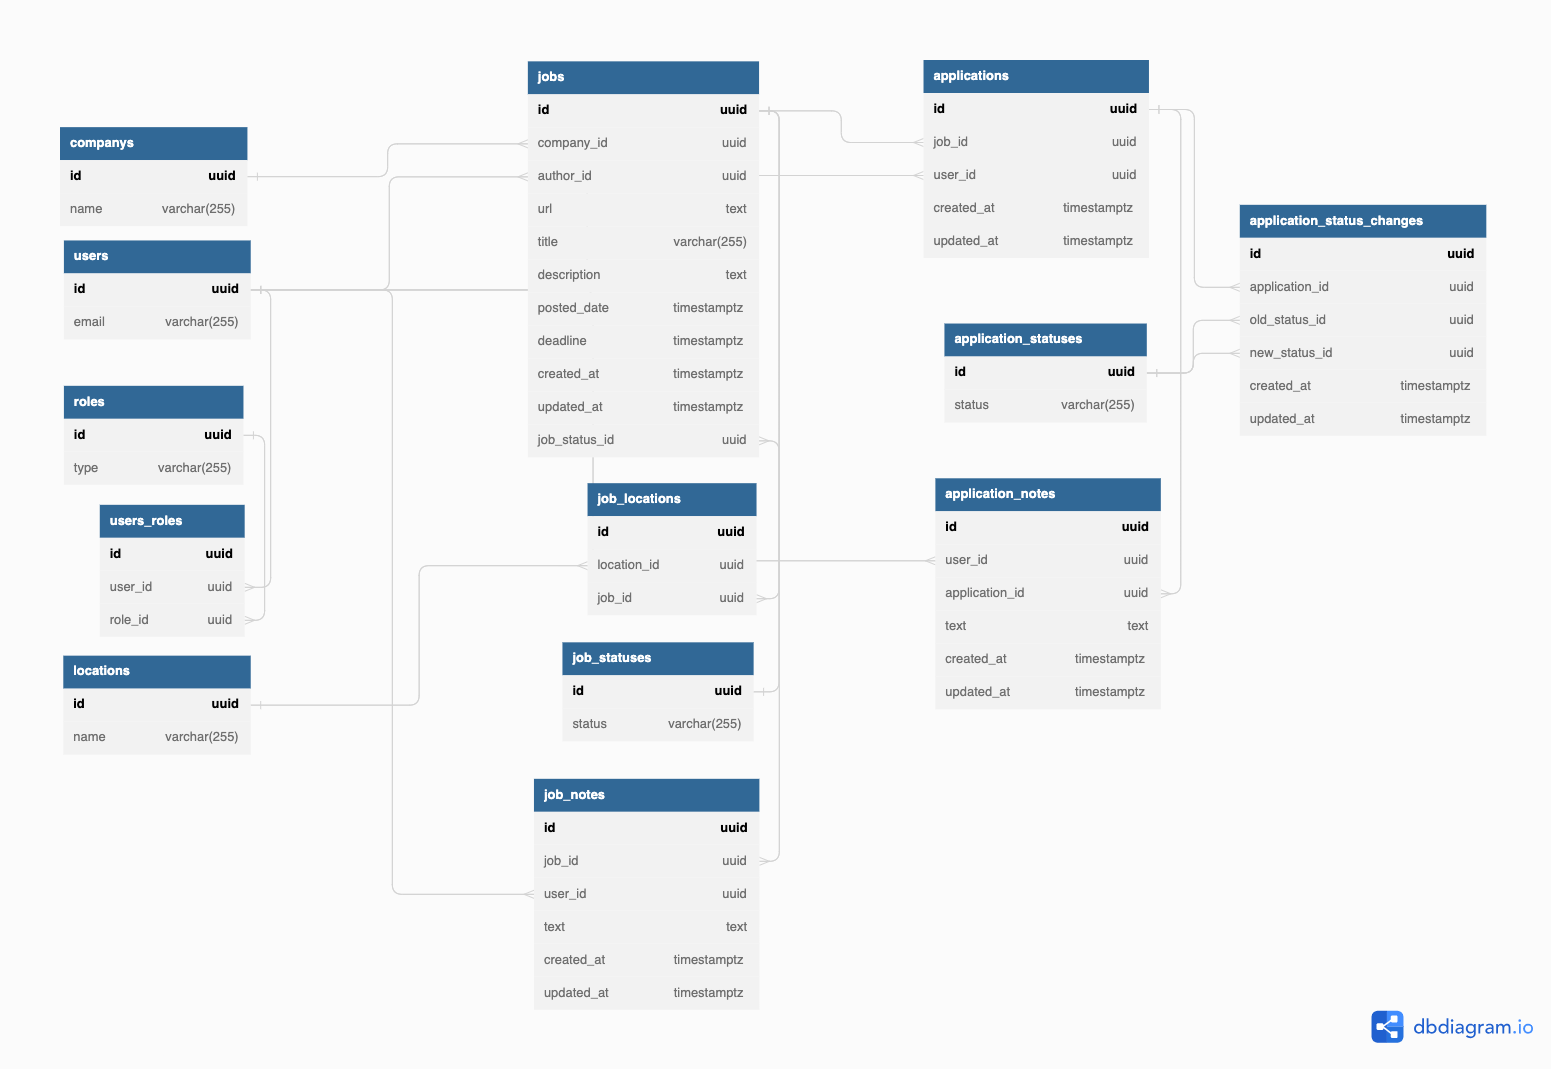 companys
id uuid
name varchar(255)
users
id uuid
email varchar(255)
roles
id uuid
type varchar(255)
users_roles
id uuid
user_id uuid
role_id uuid
locations
id uuid
name varchar(255)
jobs
id uuid
company_id uuid
author_id uuid
url text
title varchar(255)
description text
posted_date timestamptz
deadline timestamptz
created_at timestamptz
updated_at timestamptz
job_status_id uuid
job_locations
id uuid
location_id uuid
job_id uuid
job_statuses
id uuid
status varchar(255)
job_notes
id uuid
job_id uuid
user_id uuid
text text
created_at timestamptz
updated_at timestamptz
applications
id uuid
job_id uuid
user_id uuid
created_at timestamptz
updated_at timestamptz
application_statuses
id uuid
status varchar(255)
application_notes
id uuid
user_id uuid
application_id uuid
text text
created_at timestamptz
updated_at timestamptz
application_status_changes
id uuid
application_id uuid
old_status_id uuid
new_status_id uuid
created_at timestamptz
updated_at timestamptz
dbdiagram.io